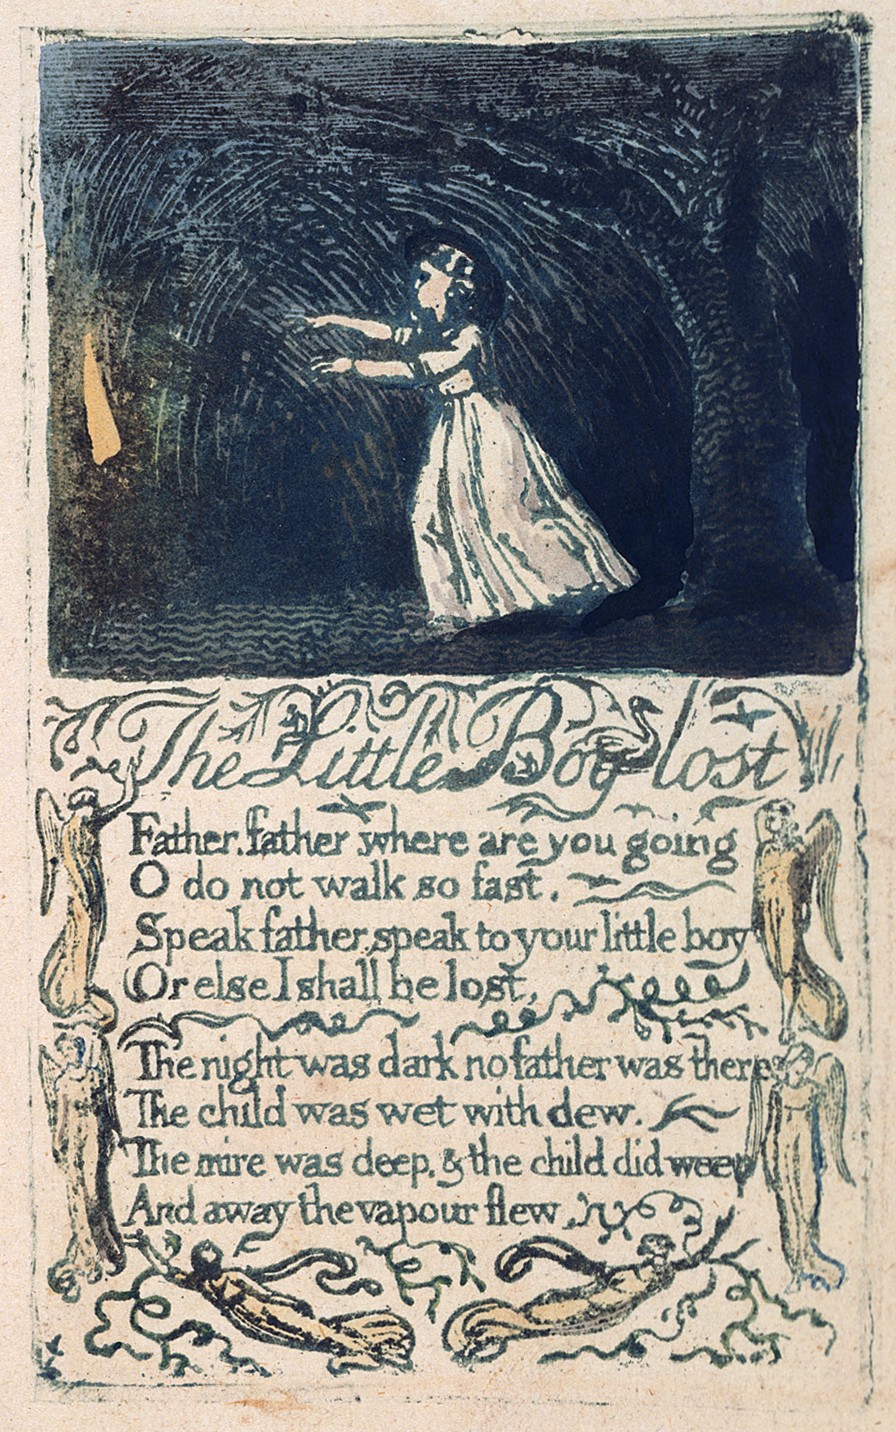 The Little Boy lost
Father, father where are you going
O do not walk so fast.
Speak father, speak to your little boy
Or else I shall be lost,
The night was dark no father was there
The child was wet with dew.
The mire was deep, & the child did weep
And away the vapour flew.